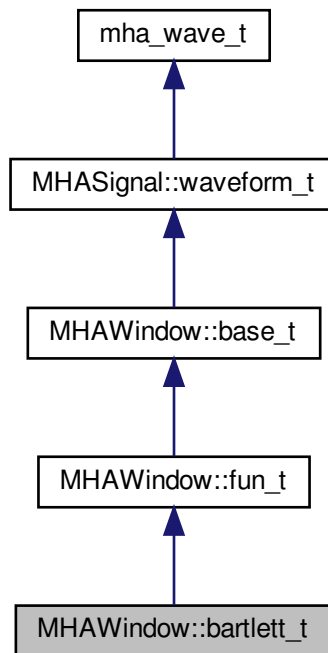 mha_wave_t
MHASignal::waveform_t
MHAWindow::base_t
MHAWindow::fun_t
MHAWindow::bartlett_t